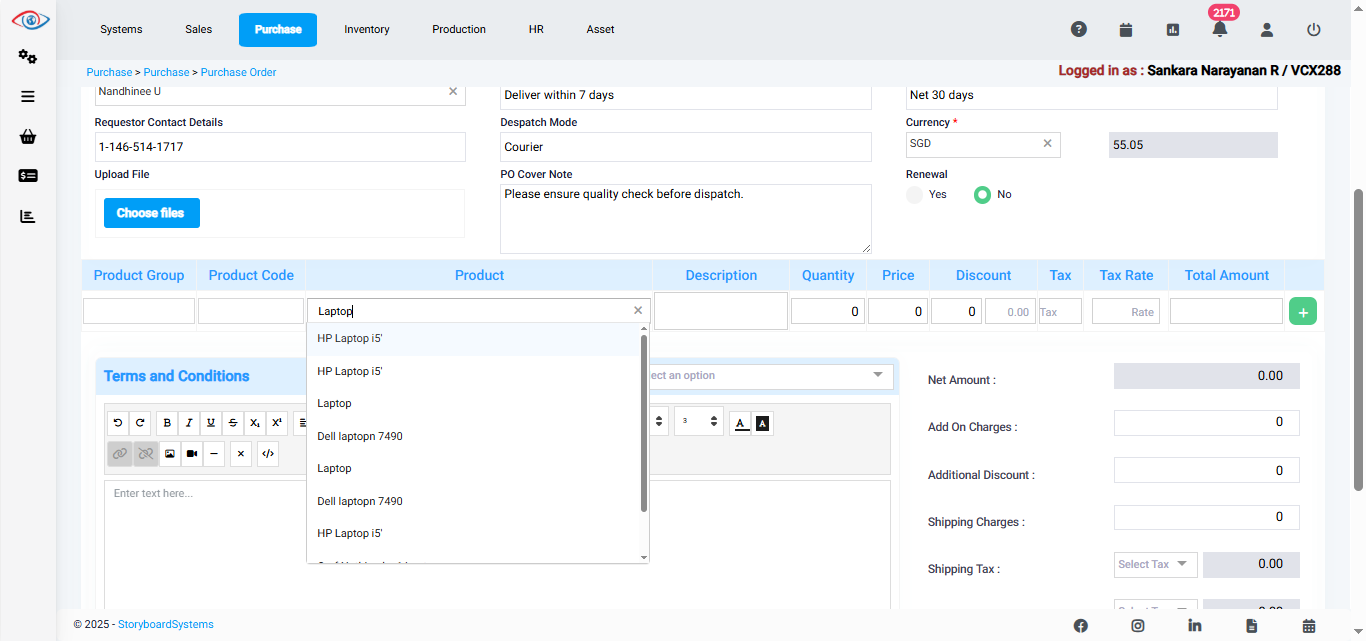 2171
Systems Sales Purchase Inventory Production HR Asset
Purchase > Purchase > Purchase Order
Logged in as : Sankara Narayanan R / VCX288
Nandhinee U
Deliver within 7 days
Net 30 days
Requestor Contact Details
Despatch Mode
Currency *
1-146-514-1717
Courier
SGD
55.05
Upload File
PO Cover Note
Renewal
Choose files
Please ensure quality check before dispatch.
Yes No
Product Group Product Code Product Description Quantity Price Discount Tax Tax Rate Total Amount
Laptop
0 0 0 0.00 Tax Rate +
HP Laptop i5'
HP Laptop i5'
Laptop
Dell laptopn 7490
Laptop
Dell laptopn 7490
HP Laptop i5'
Terms and Conditions
ect an option
3
Enter text here...
Net Amount : 0.00
Add On Charges : 0
Additional Discount : 0
Shipping Charges : 0
Shipping Tax : Select Tax 0.00
© 2025 - StoryboardSystems